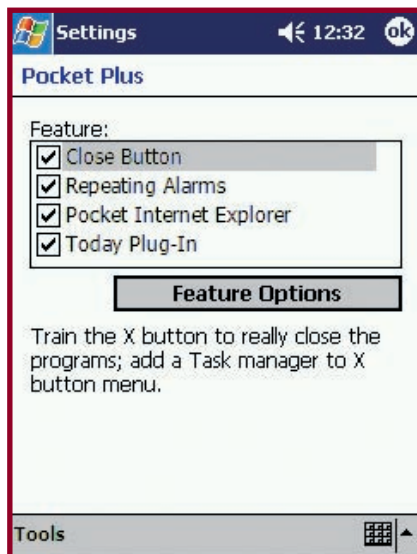 Settings 12:32 ok
Pocket Plus
Feature:
Close Button
Repeating Alarms
Pocket Internet Explorer
Today Plug-In
Feature Options
Train the X button to really close the
programs; add a Task manager to X
button menu.
Tools